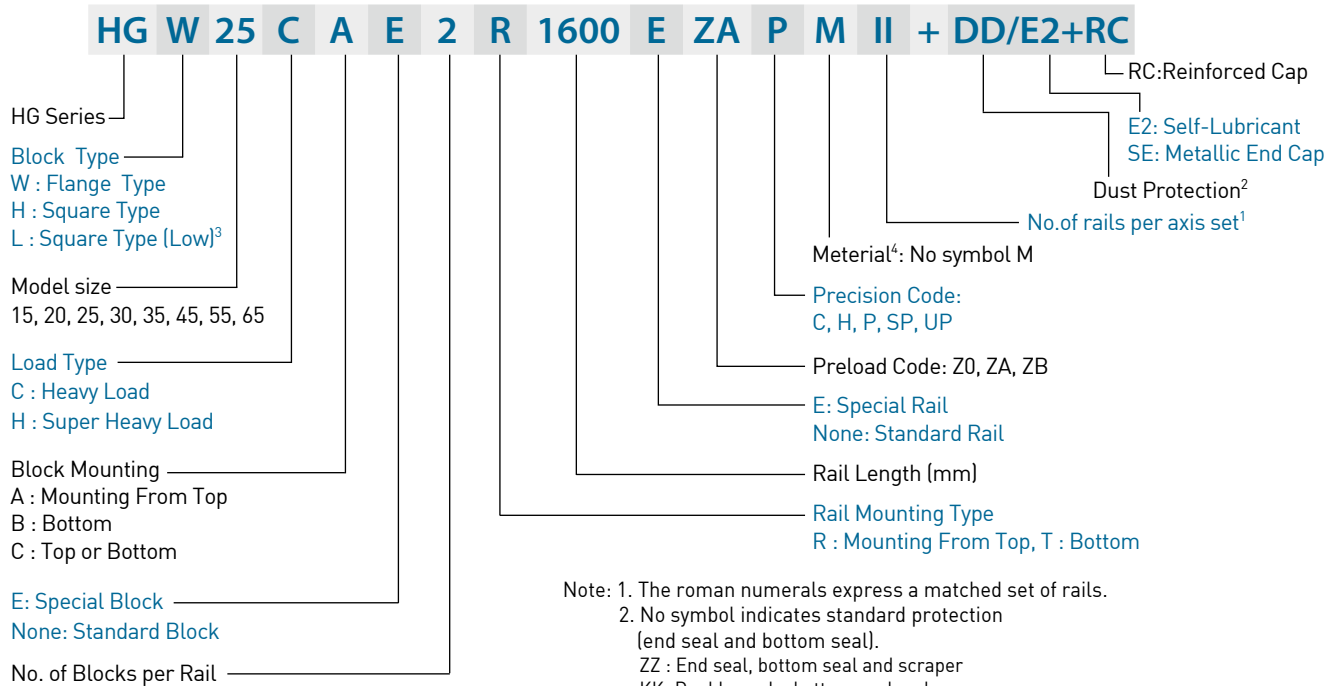 HG W 25 C A E 2 R 1600 E ZA P M II + DD/E2+RC
HG Series
Block Type
W : Flange Type
H : Square Type
L : Square Type (Low)3
Model size
15, 20, 25, 30, 35, 45, 55, 65
Load Type
C : Heavy Load
H : Super Heavy Load
Block Mounting
A : Mounting From Top
B : Bottom
C : Top or Bottom
E: Special Block
None: Standard Block
No. of Blocks per Rail
RC:Reinforced Cap
E2: Self-Lubricant
SE: Metallic End Cap
Dust Protection2
No.of rails per axis set1
Meterial4: No symbol M
Precision Code:
C, H, P, SP, UP
Preload Code: Z0, ZA, ZB
E: Special Rail
None: Standard Rail
Rail Length (mm)
Rail Mounting Type
R : Mounting From Top, T : Bottom
Note: 1. The roman numerals express a matched set of rails.
2. No symbol indicates standard protection
(end seal and bottom seal).
ZZ : End seal, bottom seal and scraper